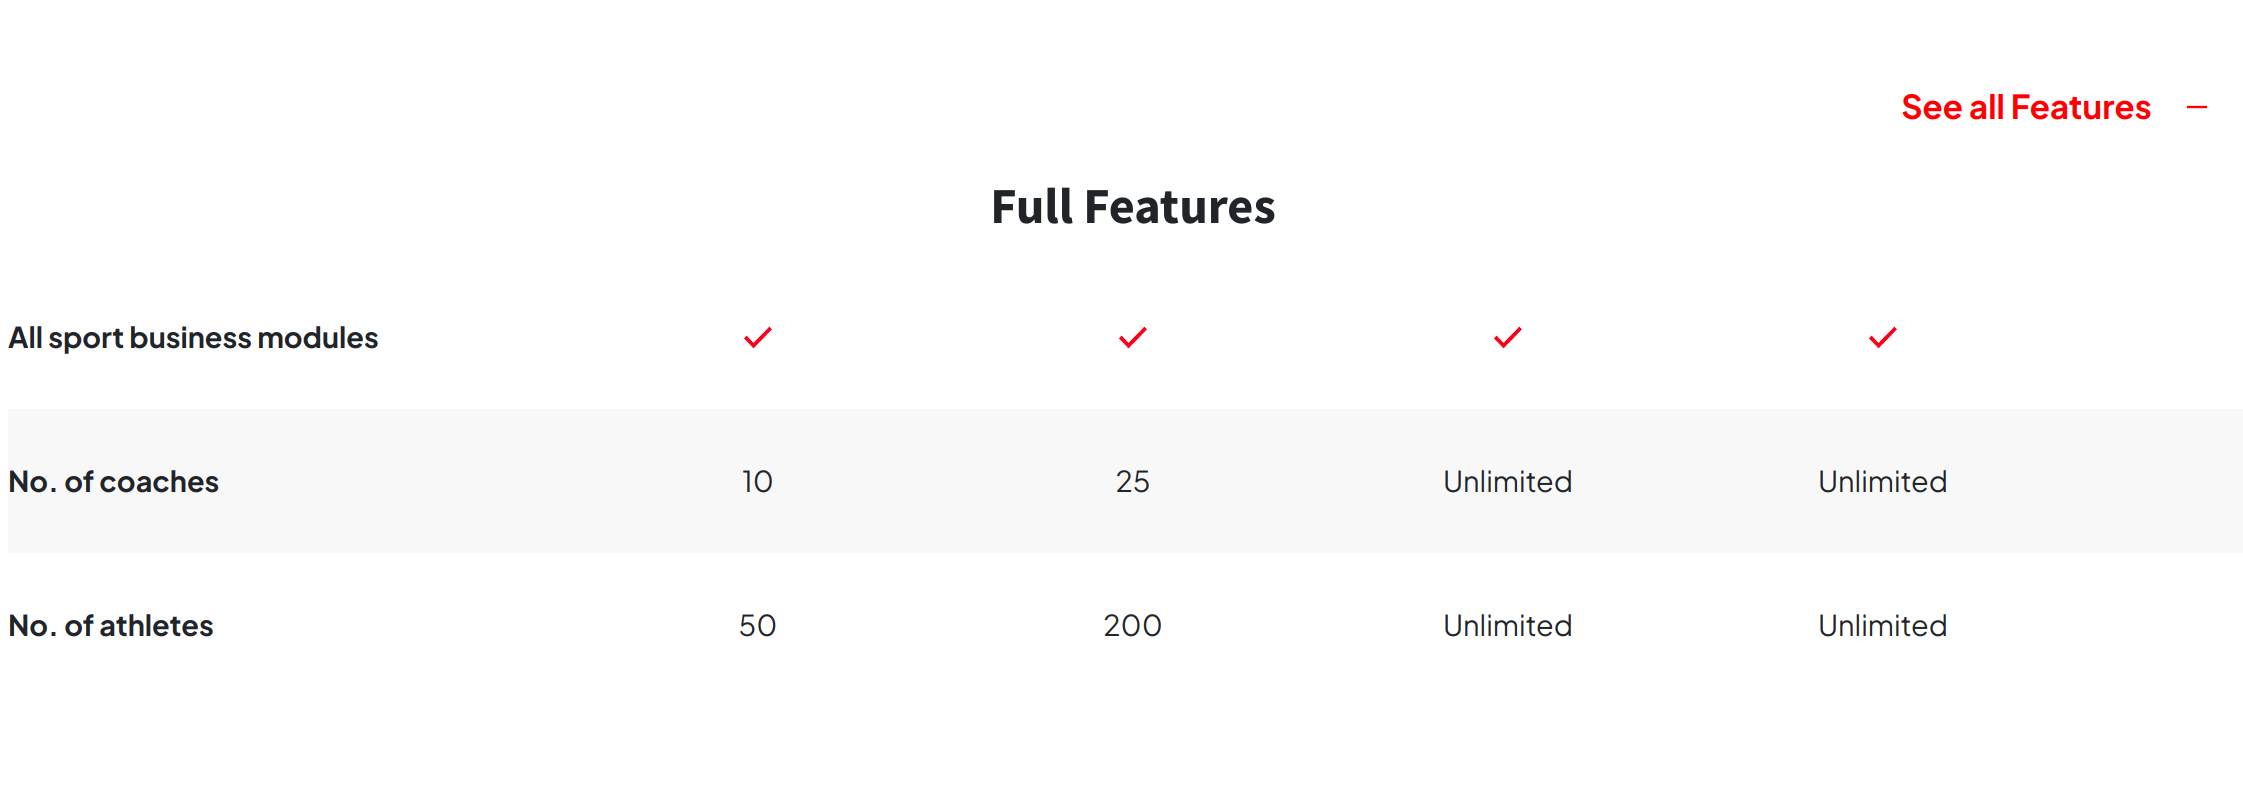 See all Features
Full Features
All sport business modules
No. of coaches 10 25 Unlimited Unlimited
No. of athletes 50 200 Unlimited Unlimited